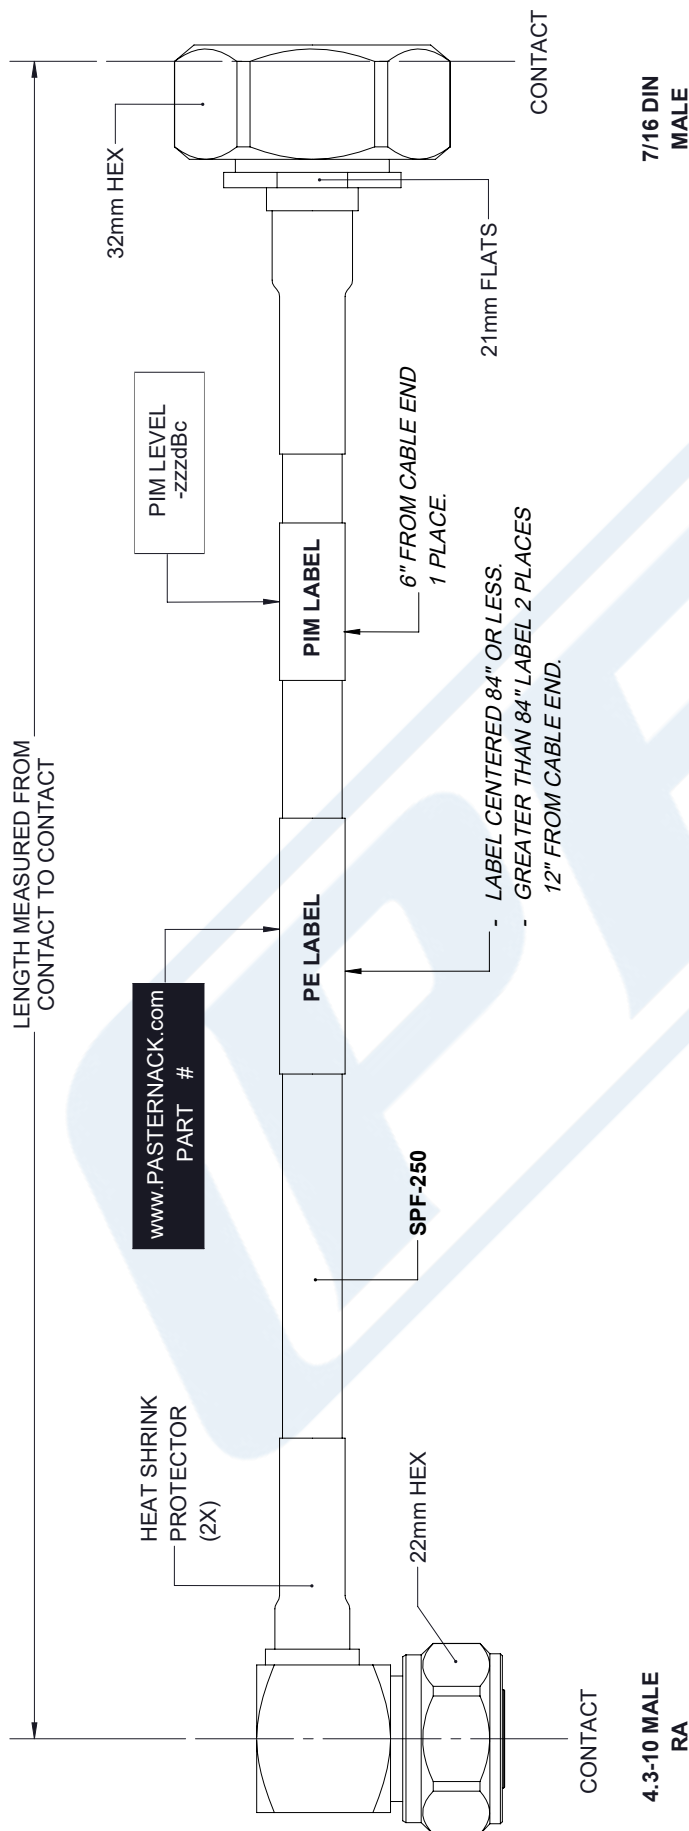 LENGTH MEASURED FROM
CONTACT TO CONTACT
32mm HEX
CONTACT
7/16 DIN
MALE
21mm FLATS
PIM LEVEL
-zzzdBc
PIM LABEL
6" FROM CABLE END
1 PLACE.
www.PASTERNACK.com
PART #
PE LABEL
- LABEL CENTERED 84" OR LESS.
- GREATER THAN 84" LABEL 2 PLACES
12" FROM CABLE END.
SPF-250
HEAT SHRINK
PROTECTOR
(2X)
22mm HEX
CONTACT
4.3-10 MALE
RA